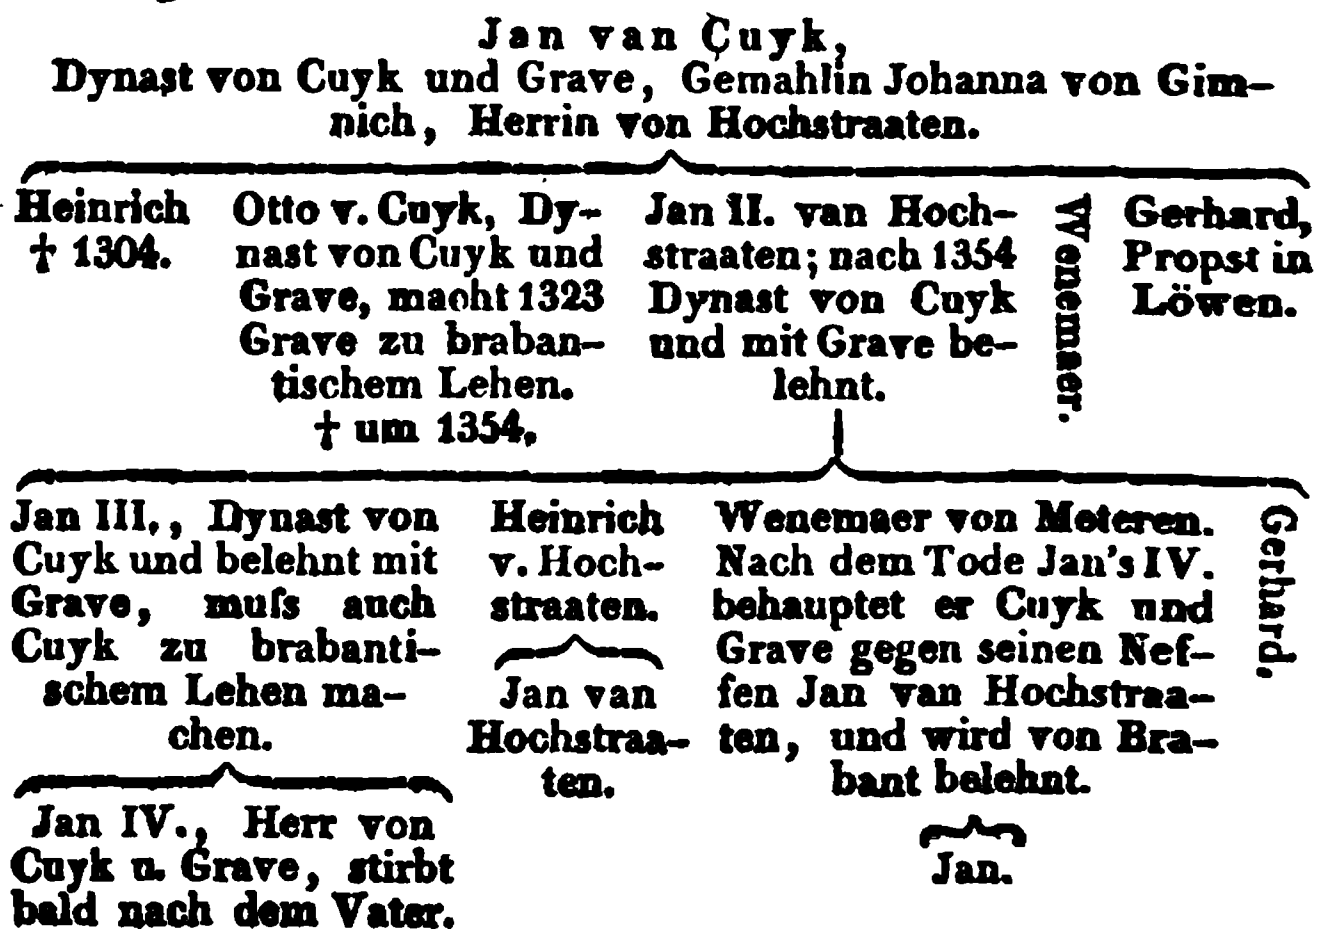 Jan van Cuyk,
Dynast von Cuyk und Grave, Gemahlin Johanna von Gim-
nich, Herrin von Hochstraaten.
Heinrich
† 1304.
Otto v. Cuyk, Dy-
nast von Cuyk und
Grave, macht 1323
Grave zu braban-
tischem Lehen.
† um 1354.
Jan II. van Hoch-
straaten; nach 1354
Dynast von Cuyk
und mit Grave be-
lehnt.
Wenemaer.
Gerhard,
Propst in
Löwen.
Jan III., Dynast von
Cuyk und belehnt mit
Grave, muſs auch
Cuyk zu brabanti-
schem Lehen ma-
chen.
Heinrich
v. Hoch-
straaten.
Wenemaer von Meteren.
Nach dem Tode Jan's IV.
behauptet er Cuyk und
Grave gegen seinen Nef-
fen Jan van Hochstraa-
ten, und wird von Bra-
bant belehnt.
Gerhard.
Jan IV., Herr von
Cuyk u. Grave, stirbt
bald nach dem Vater.
Jan van
Hochstraa-
ten.
Jan.